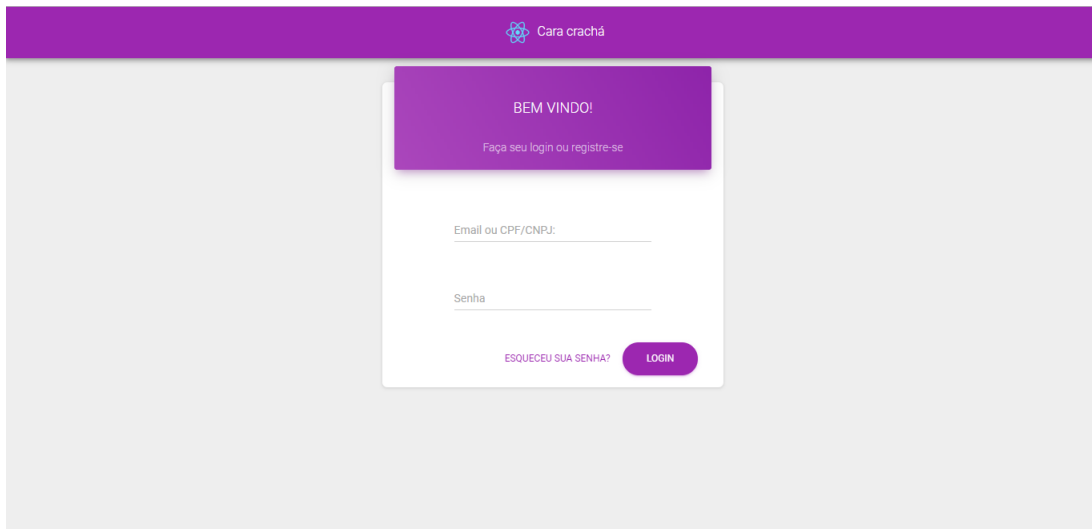 Cara crachá
BEM VINDO!
Faça seu login ou registre-se
Email ou CPF/CNPJ:
Senha
ESQUECEU SUA SENHA? LOGIN